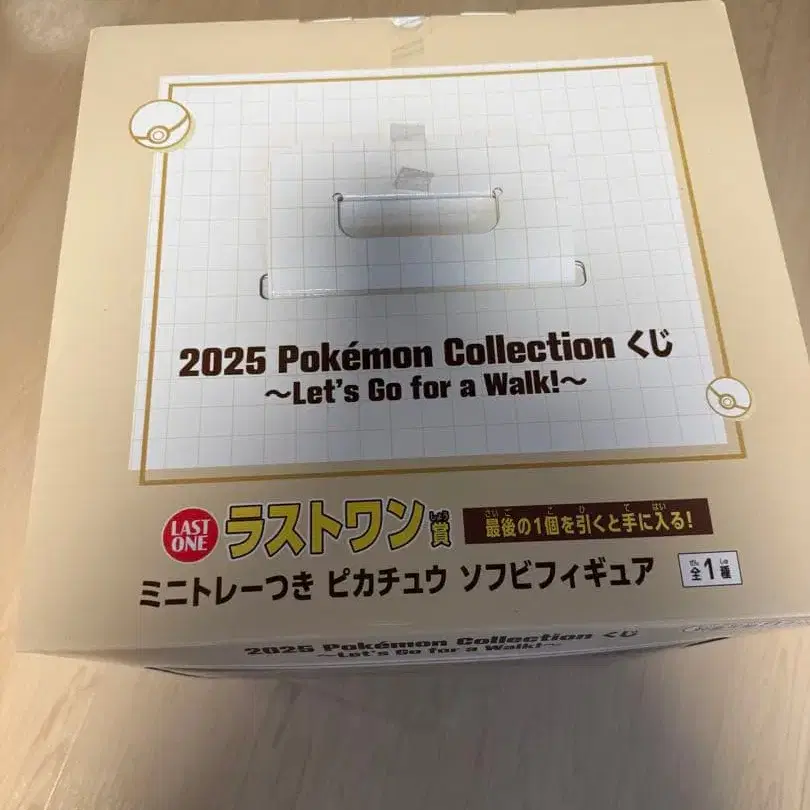 2025 Pokémon Collection くじ
～Let's Go for a Walk!～
LAST ONE ラストワン賞 最後の1個を引くと手に入る!
ミニトレーつき ピカチュウ ソフビフィギュア 全1種
2025 Pokémon Collection くじ
～Let's Go for a Walk!～